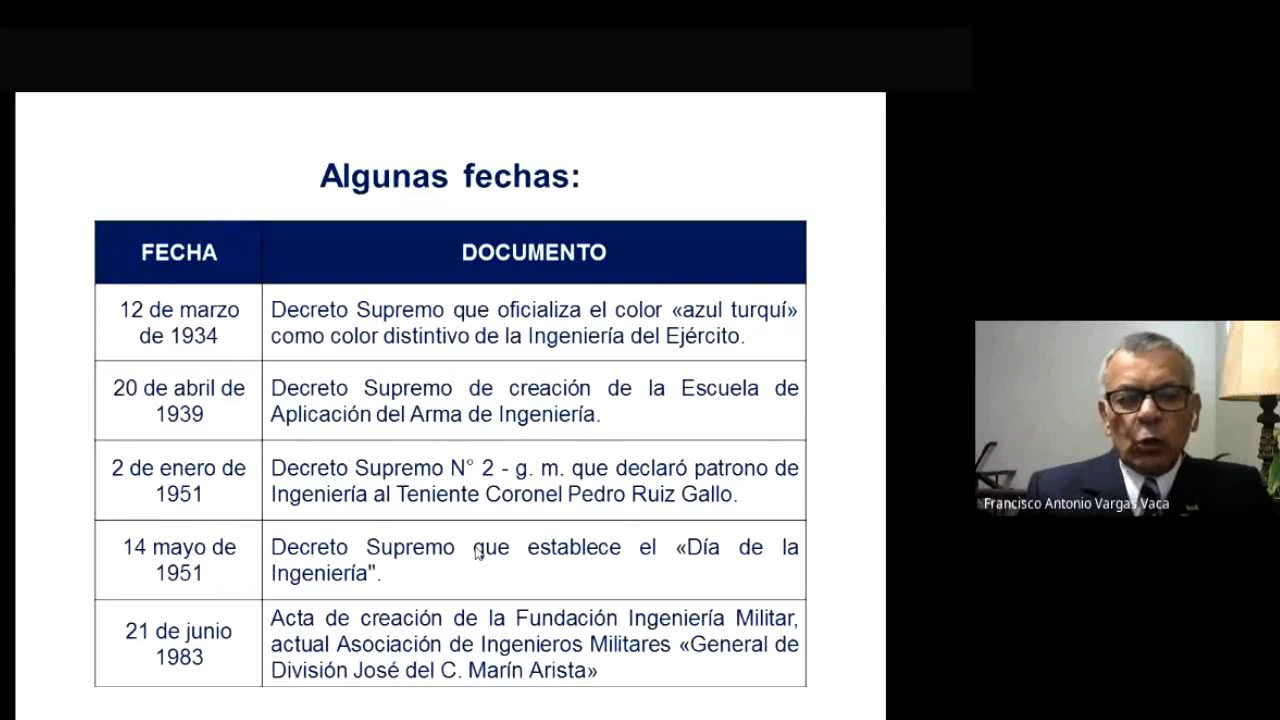 Algunas fechas:
FECHA
DOCUMENTO
12 de marzo
de 1934
Decreto Supremo que oficializa el color «azul turquí»
como color distintivo de la Ingeniería del Ejército.
20 de abril de
1939
Decreto Supremo de creación de la Escuela de
Aplicación del Arma de Ingeniería.
2 de enero de
1951
Decreto Supremo N° 2 - g. m. que declaró patrono de
Ingeniería al Teniente Coronel Pedro Ruiz Gallo.
14 mayo de
1951
Decreto Supremo que establece el «Día de la
Ingeniería".
21 de junio
1983
Acta de creación de la Fundación Ingeniería Militar,
actual Asociación de Ingenieros Militares «General de
División José del C. Marín Arista»
Francisco Antonio Vargas Vaca